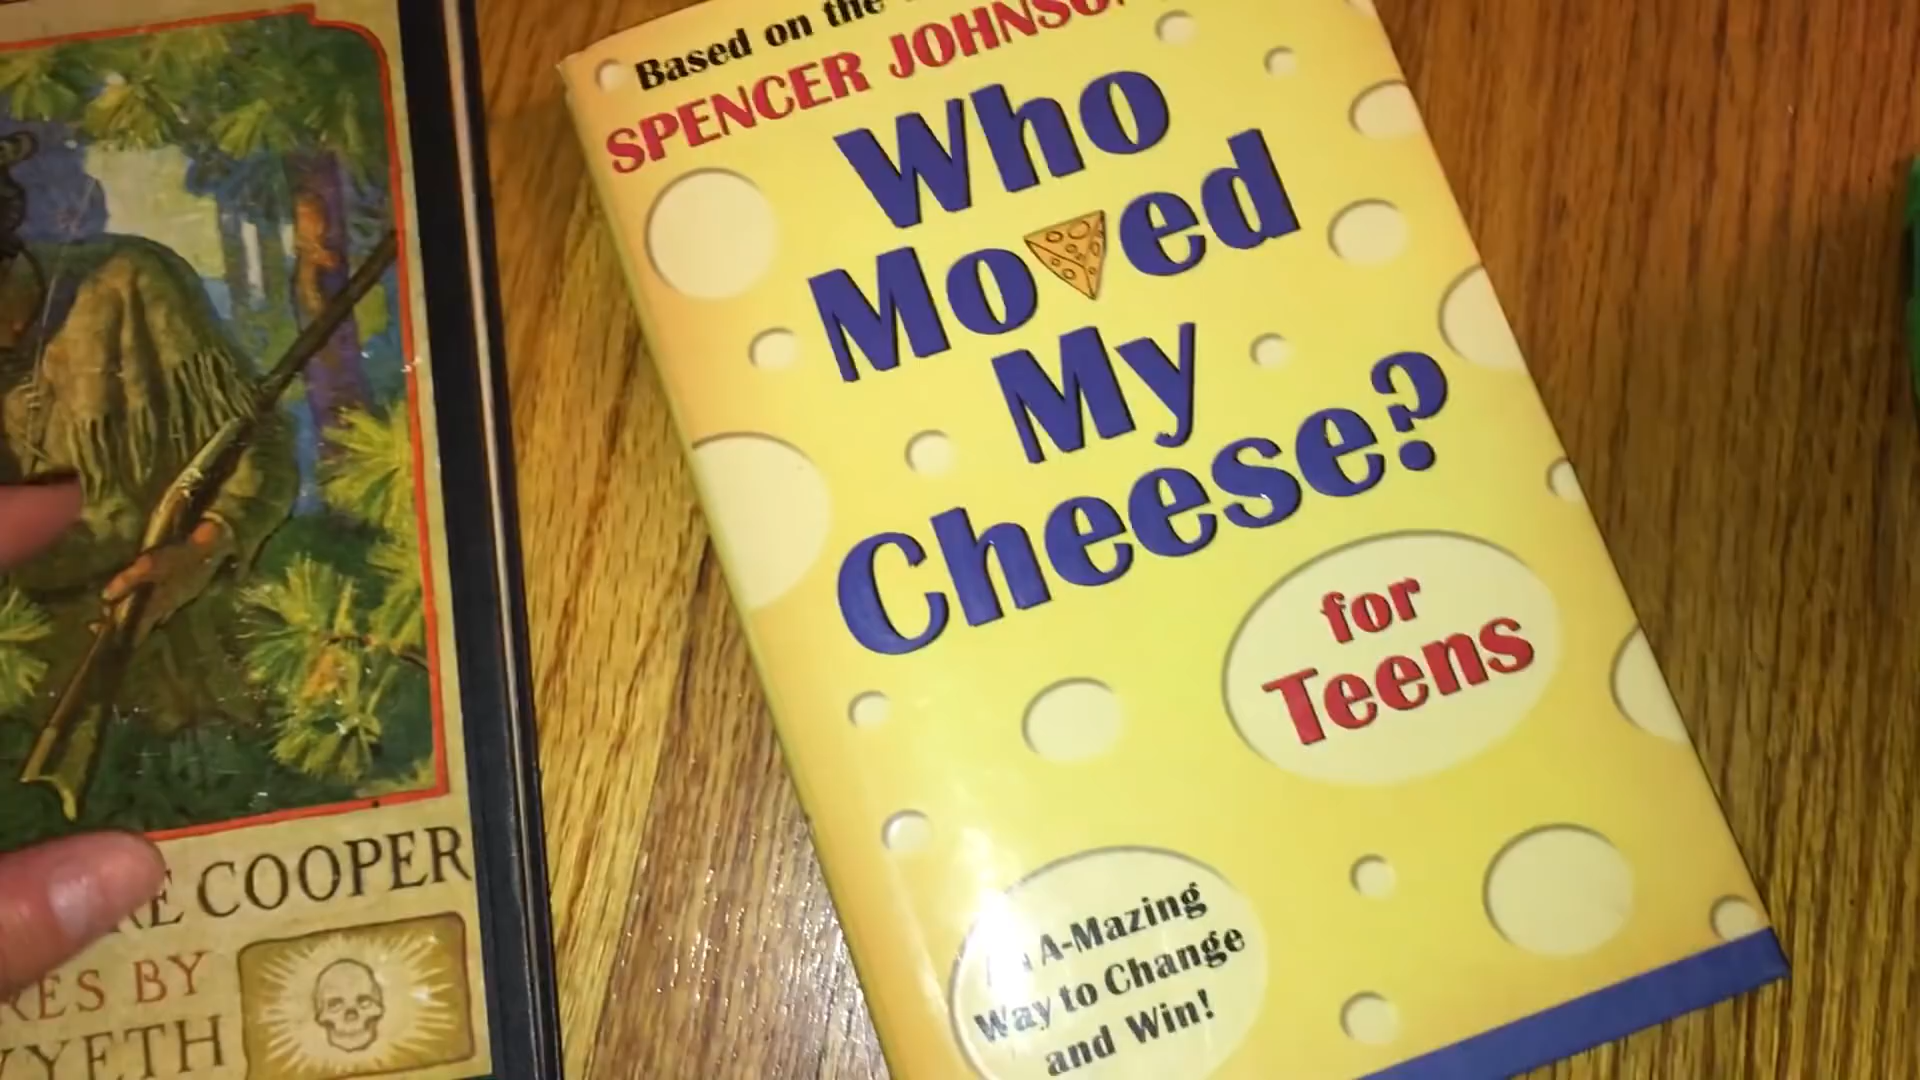 Based on the
SPENCER JOHNSON
Who
Moved
My
Cheese?
for
Teens
A-Mazing
Way to Change
and Win!
COOPER
BY
WYETH